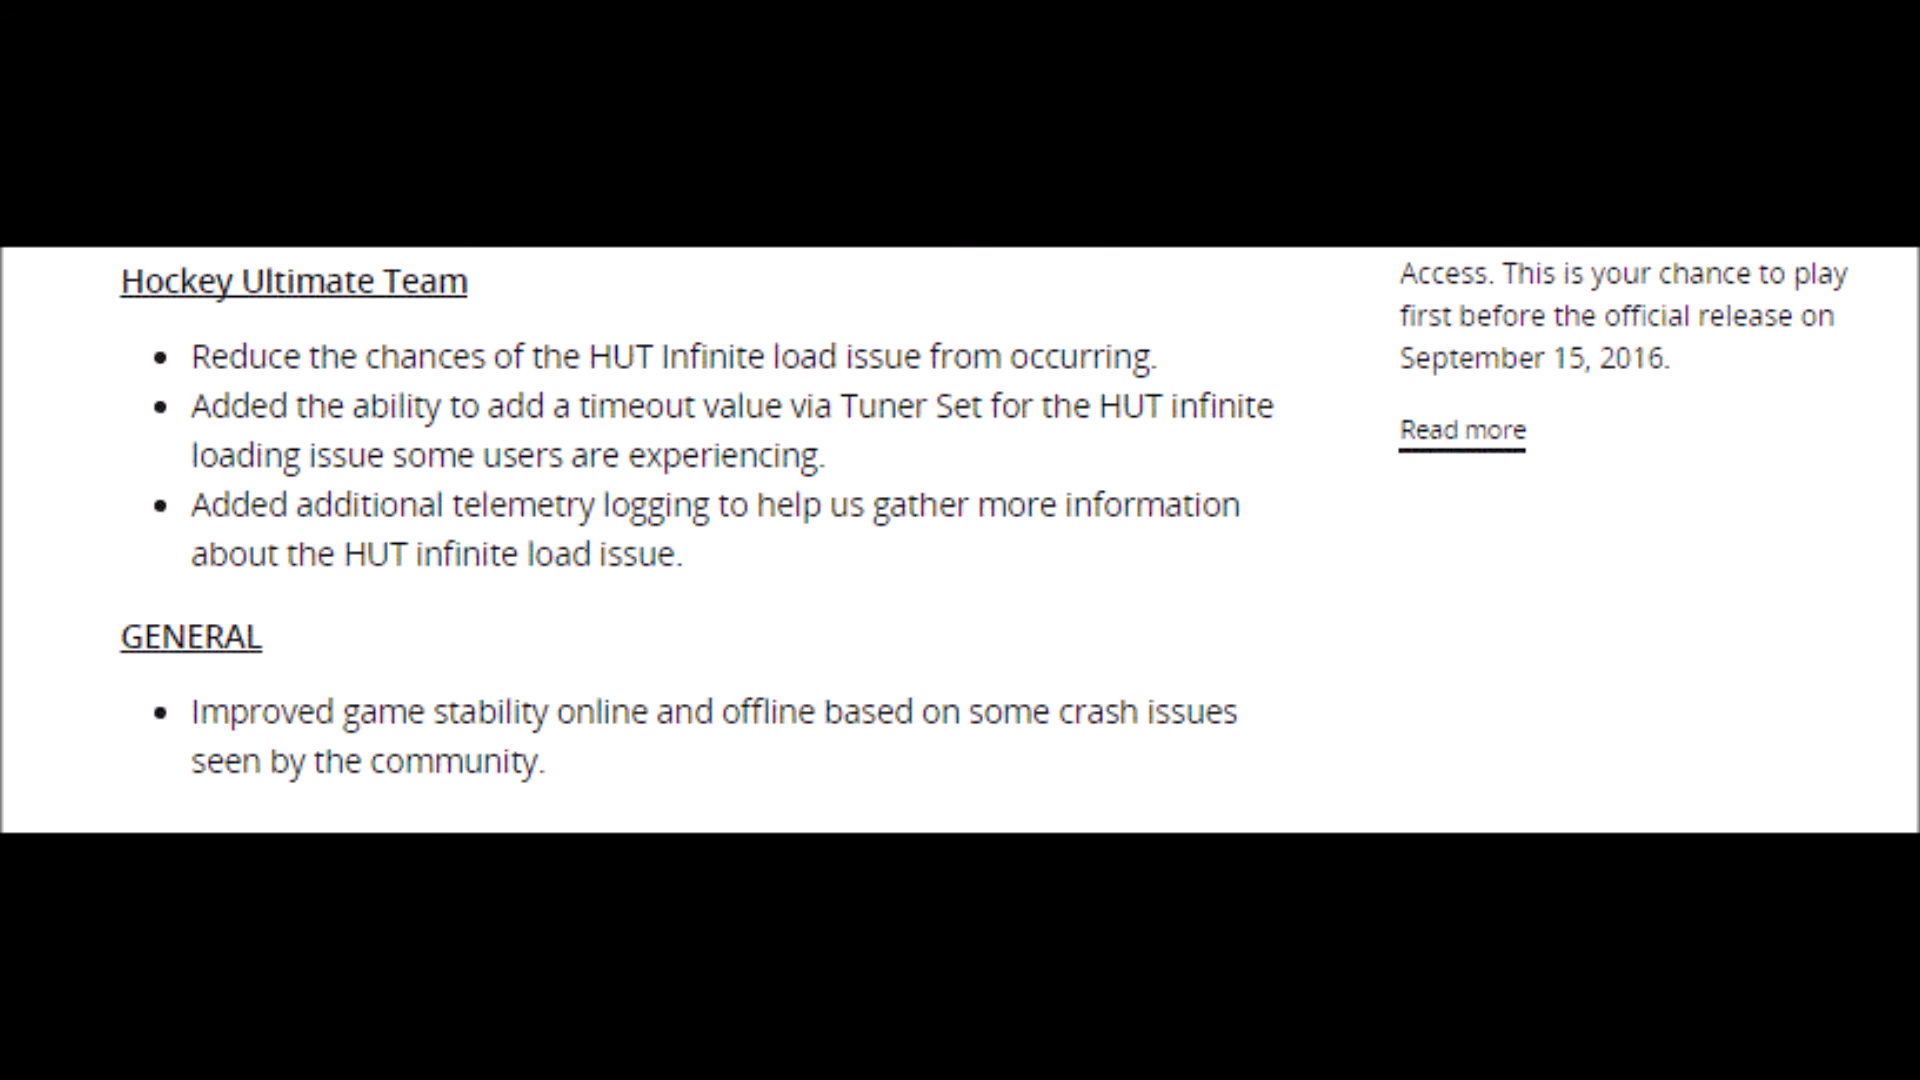 Hockey Ultimate Team
Reduce the chances of the HUT Infinite load issue from occurring.
Added the ability to add a timeout value via Tuner Set for the HUT infinite
loading issue some users are experiencing.
Added additional telemetry logging to help us gather more information
about the HUT infinite load issue.
GENERAL
Improved game stability online and offline based on some crash issues
seen by the community.
Access. This is your chance to play
first before the official release on
September 15, 2016.
Read more